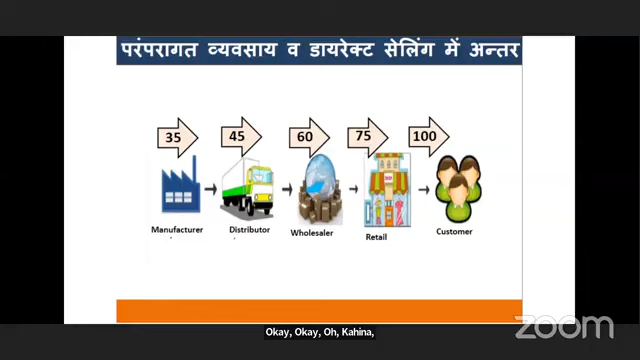 परंपरागत व्यवसाय व डायरेक्ट सेलिंग में अन्तर
35 45 60 75 100
Manufacturer Distributor Wholesaler Retail Customer
zoom
Okay, Okay, Oh, Kahina,